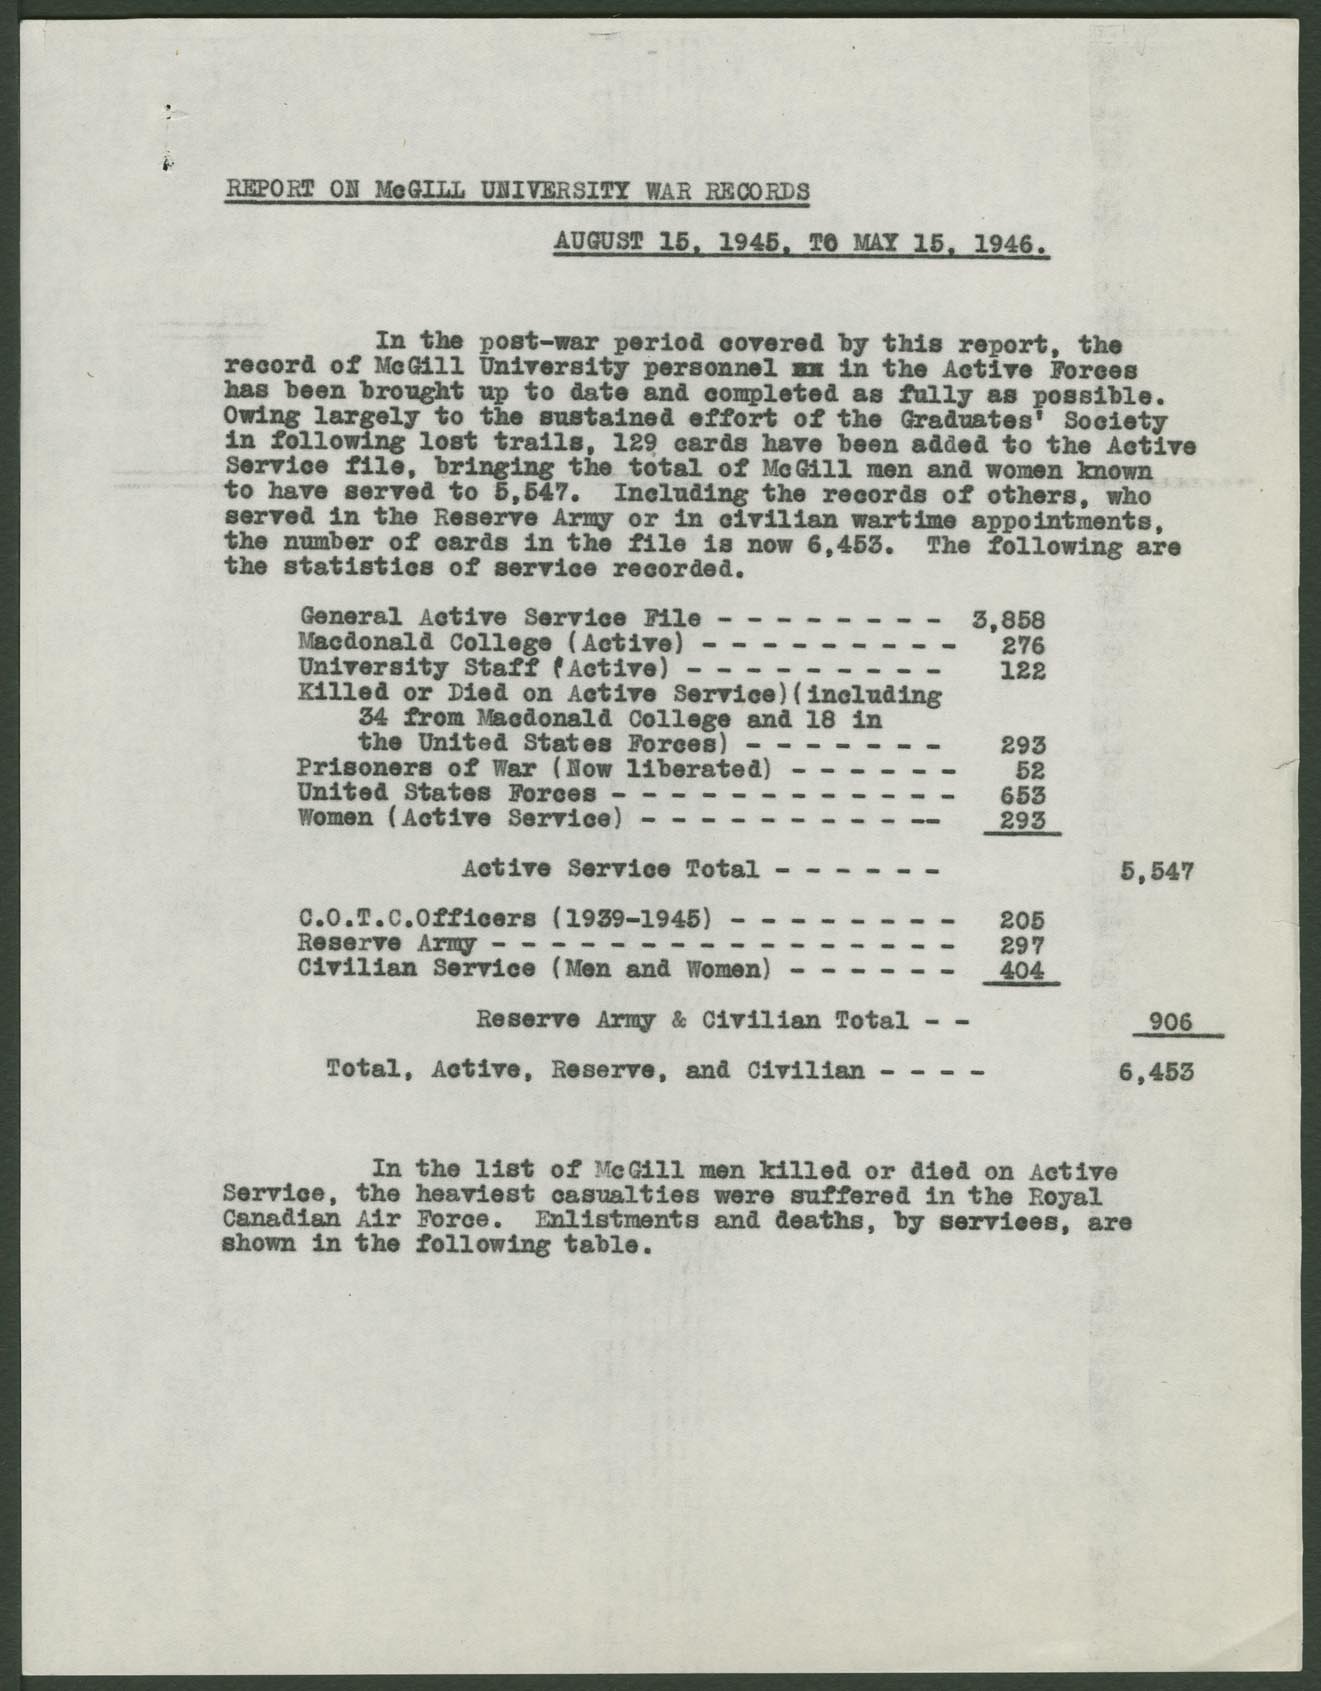 REPORT ON McGILL UNIVERSITY WAR RECORDS
AUGUST 15, 1945, TO MAY 15, 1946.
In the post-war period covered by this report, the
record of McGill University personnel xx in the Active Forces
has been brought up to date and completed as fully as possible.
Owing largely to the sustained effort of the Graduates' Society
in following lost trails, 129 cards have been added to the Active
Service file, bringing the total of McGill men and women known
to have served to 5,547. Including the records of others, who
served in the Reserve Army or in civilian wartime appointments,
the number of cards in the file is now 6,453. The following are
the statistics of service recorded.
General Active Service File - - - - - - - - 3,858
Macdonald College (Active) - - - - - - - - - 276
University Staff (Active) - - - - - - - - - 122
Killed or Died on Active Service)(including
34 from Macdonald College and 18 in
the United States Forces) - - - - - - - 293
Prisoners of War (Now liberated) - - - - - - 52
United States Forces - - - - - - - - - - - - 653
Women (Active Service) - - - - - - - - - -- 293
Active Service Total - - - - - - 5,547
C.O.T.C.Officers (1939-1945) - - - - - - - - 205
Reserve Army - - - - - - - - - - - - - - - - 297
Civilian Service (Men and Women) - - - - - - 404
Reserve Army & Civilian Total - - 906
Total, Active, Reserve, and Civilian - - - - 6,453
In the list of McGill men killed or died on Active
Service, the heaviest casualties were suffered in the Royal
Canadian Air Force. Enlistments and deaths, by services, are
shown in the following table.